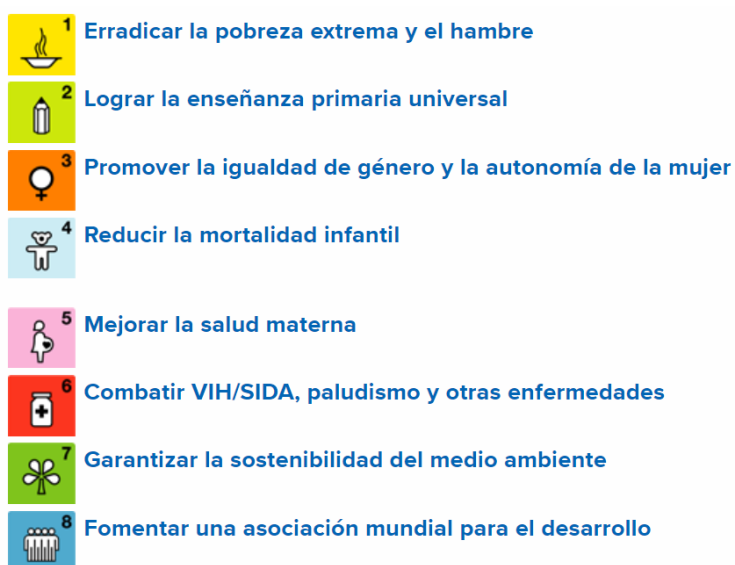 1 Erradicar la pobreza extrema y el hambre
2 Lograr la enseñanza primaria universal
3 Promover la igualdad de género y la autonomía de la mujer
4 Reducir la mortalidad infantil
5 Mejorar la salud materna
6 Combatir VIH/SIDA, paludismo y otras enfermedades
7 Garantizar la sostenibilidad del medio ambiente
8 Fomentar una asociación mundial para el desarrollo